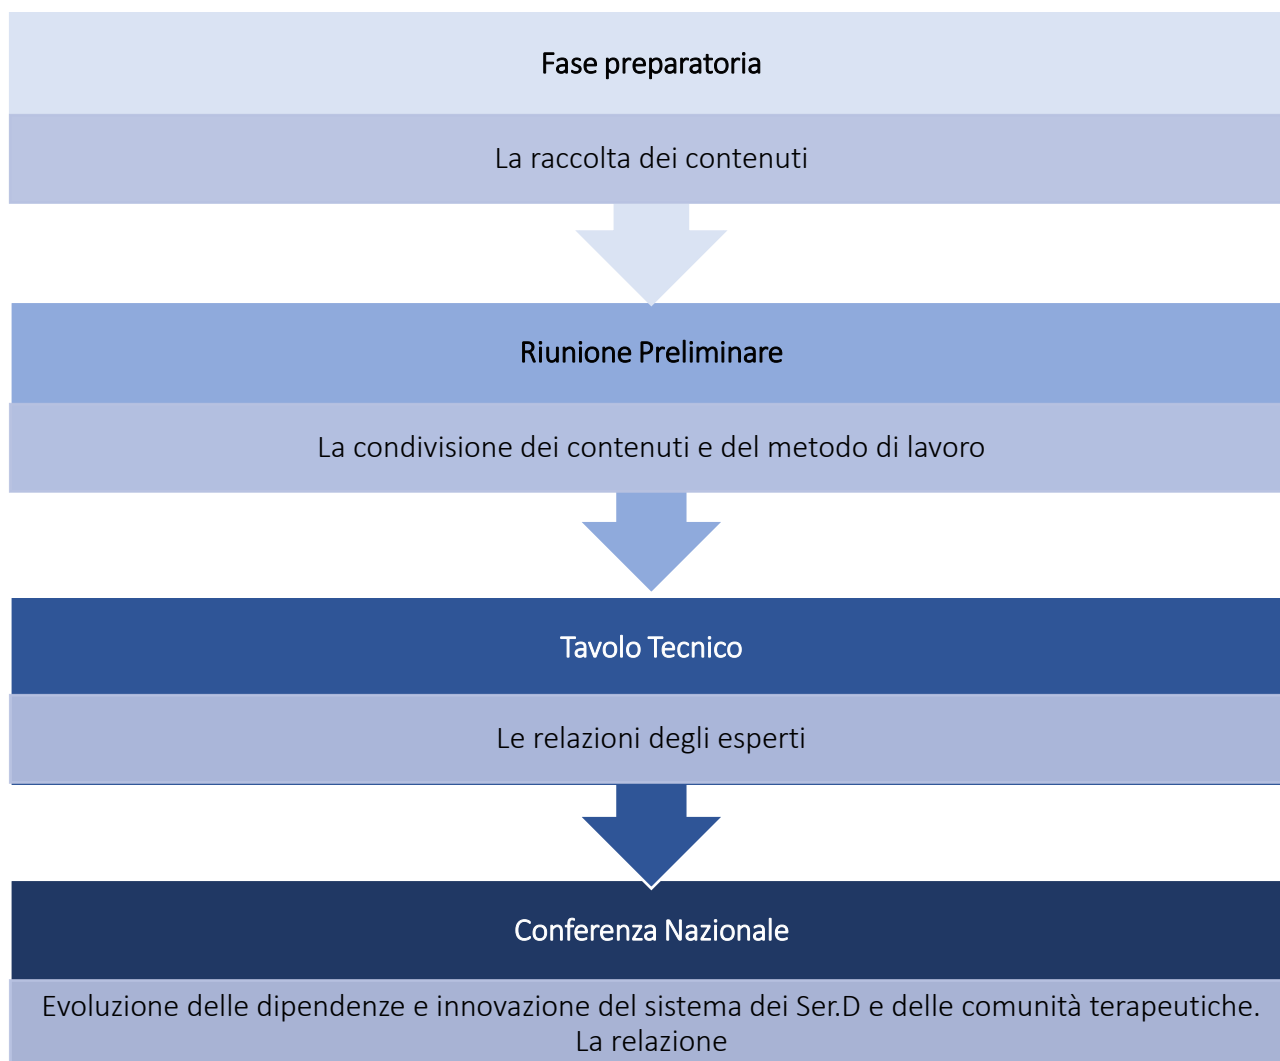 Fase preparatoria
La raccolta dei contenuti
Riunione Preliminare
La condivisione dei contenuti e del metodo di lavoro
Tavolo Tecnico
Le relazioni degli esperti
Conferenza Nazionale
Evoluzione delle dipendenze e innovazione del sistema dei Ser.D e delle comunità terapeutiche.
La relazione